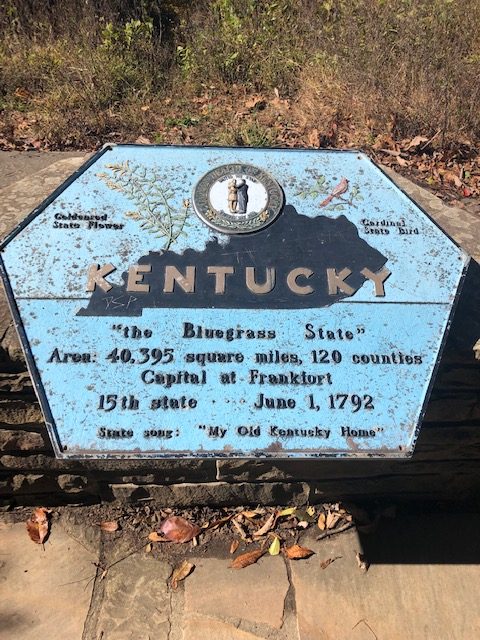 Goldenrod
State Flower
Cardinal
State Bird
KENTUCKY
"the Bluegrass State"
Area: 40,395 square miles, 120 counties
Capital at Frankfort
15th state · · · · June 1, 1792
State song: "My Old Kentucky Home"